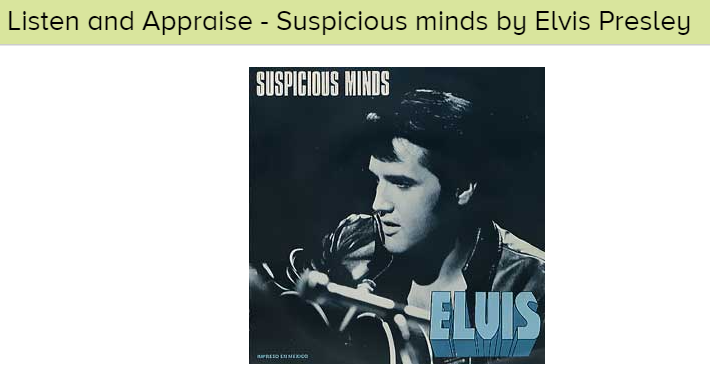 Listen and Appraise - Suspicious minds by Elvis Presley
SUSPICIOUS MINDS
ELVIS
IMPRESO EN MEXICO